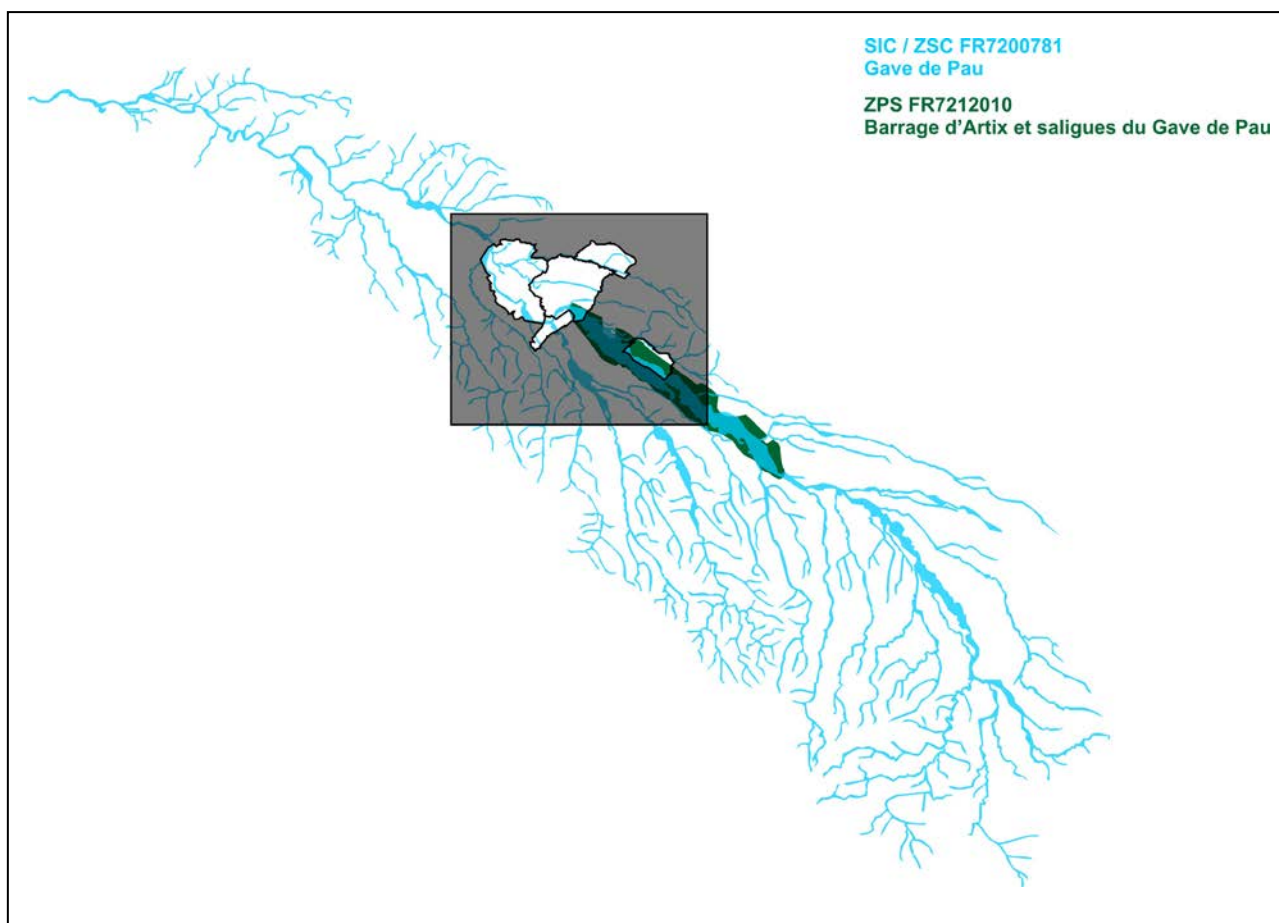 SIC / ZSC FR7200781
Gave de Pau
ZPS FR7212010
Barrage d'Artix et saligues du Gave de Pau